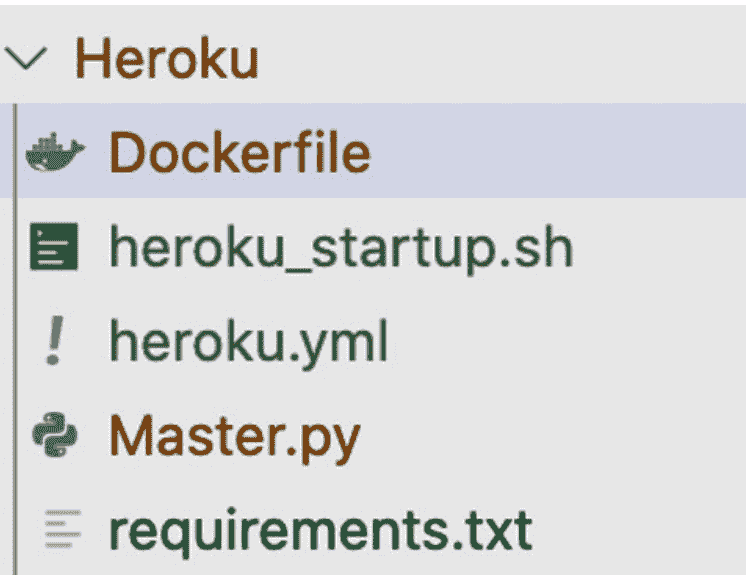 Heroku
Dockerfile
heroku_startup.sh
heroku.yml
Master.py
requirements.txt